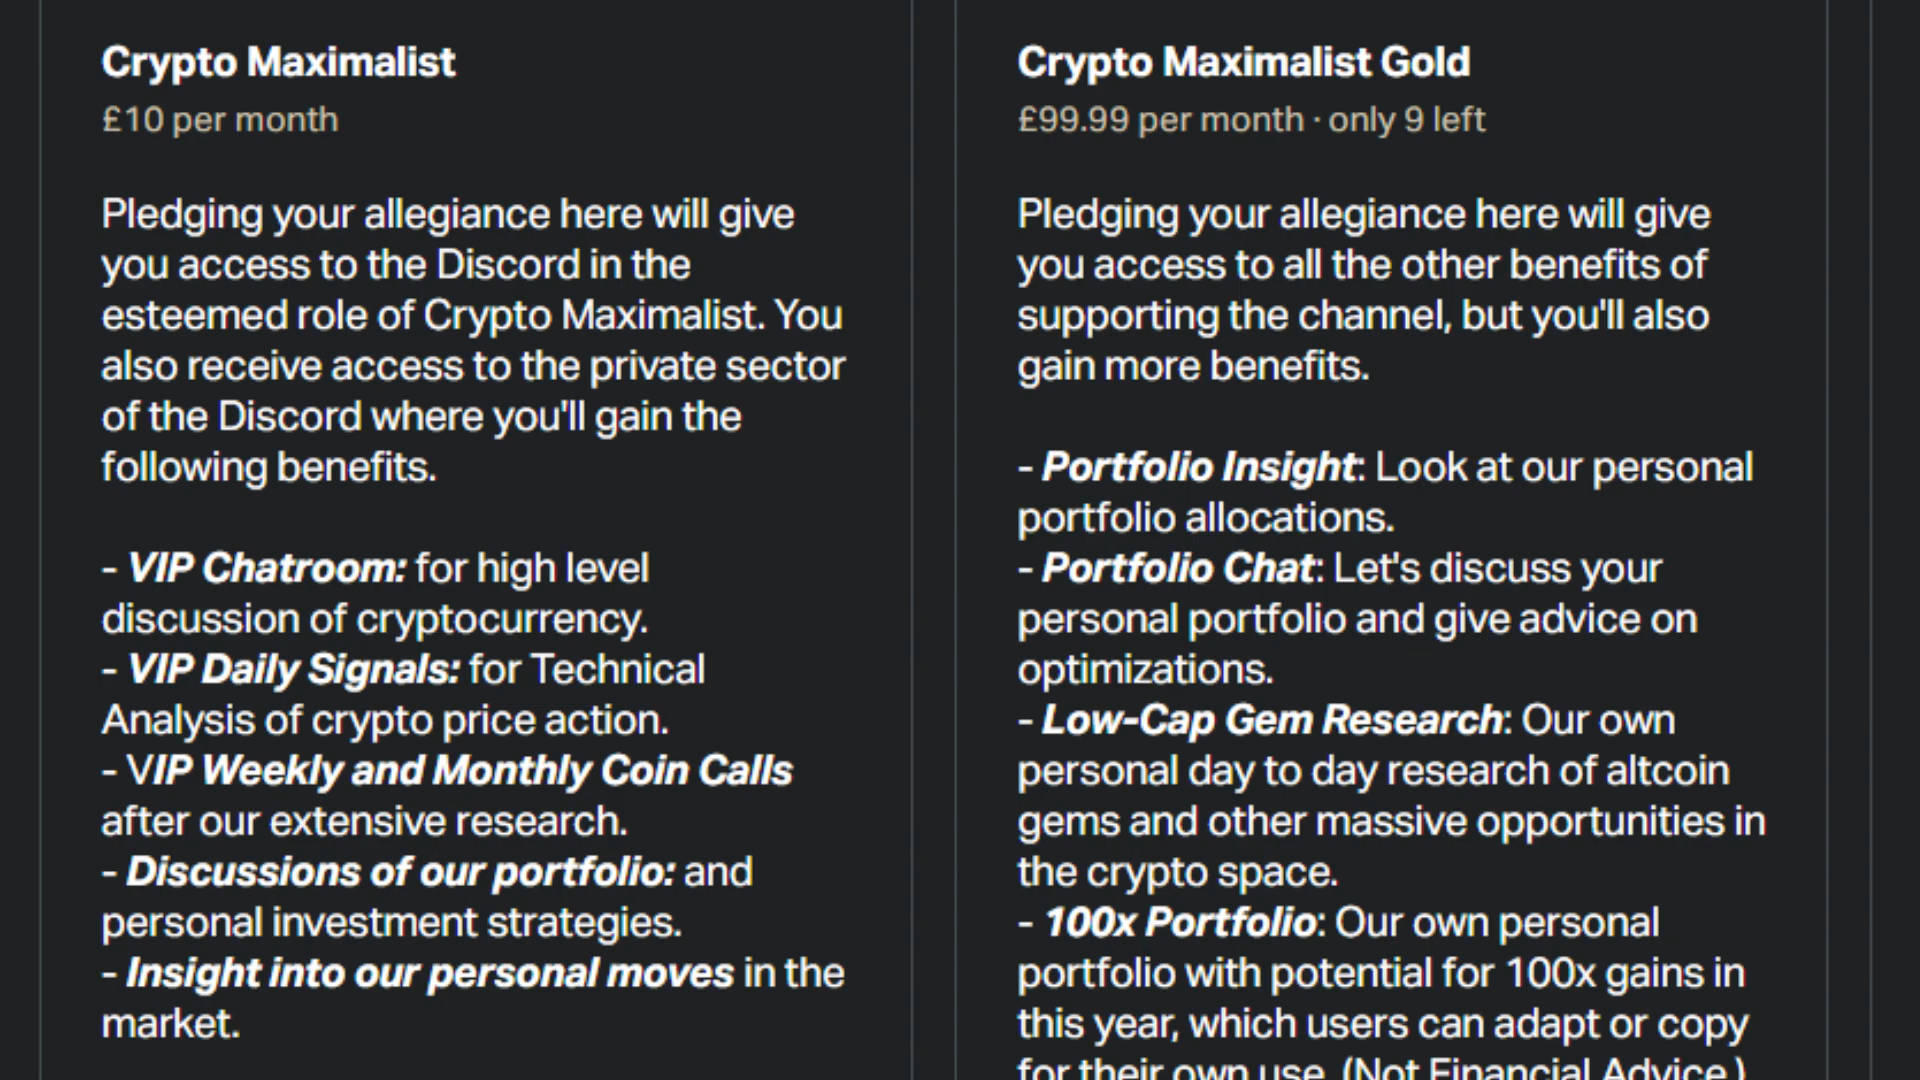 Crypto Maximalist
£10 per month
Pledging your allegiance here will give
you access to the Discord in the
esteemed role of Crypto Maximalist. You
also receive access to the private sector
of the Discord where you'll gain the
following benefits.
- VIP Chatroom: for high level
discussion of cryptocurrency.
- VIP Daily Signals: for Technical
Analysis of crypto price action.
- VIP Weekly and Monthly Coin Calls
after our extensive research.
- Discussions of our portfolio: and
personal investment strategies.
- Insight into our personal moves in the
market.
Crypto Maximalist Gold
£99.99 per month · only 9 left
Pledging your allegiance here will give
you access to all the other benefits of
supporting the channel, but you'll also
gain more benefits.
- Portfolio Insight: Look at our personal
portfolio allocations.
- Portfolio Chat: Let's discuss your
personal portfolio and give advice on
optimizations.
- Low-Cap Gem Research: Our own
personal day to day research of altcoin
gems and other massive opportunities in
the crypto space.
- 100x Portfolio: Our own personal
portfolio with potential for 100x gains in
this year, which users can adapt or copy
for their own use. (Not Financial Advice.)